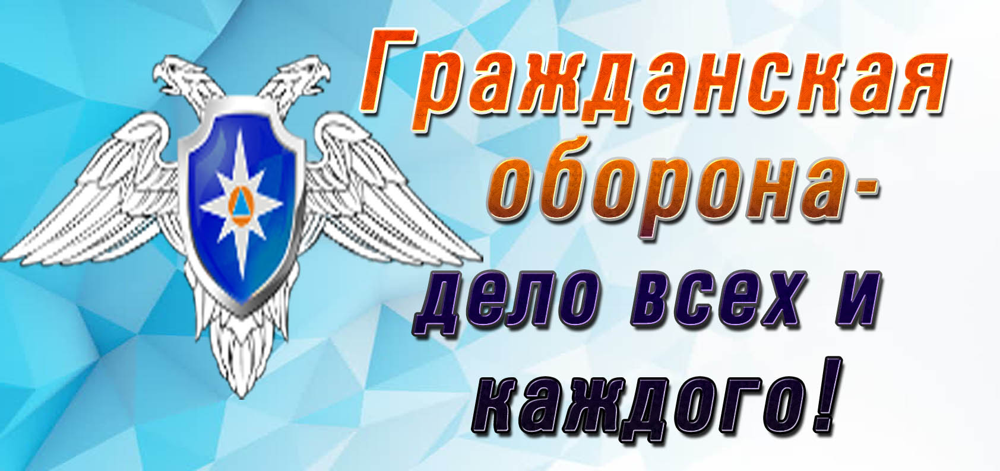 Гражданская
оборона-
дело всех и
каждого!